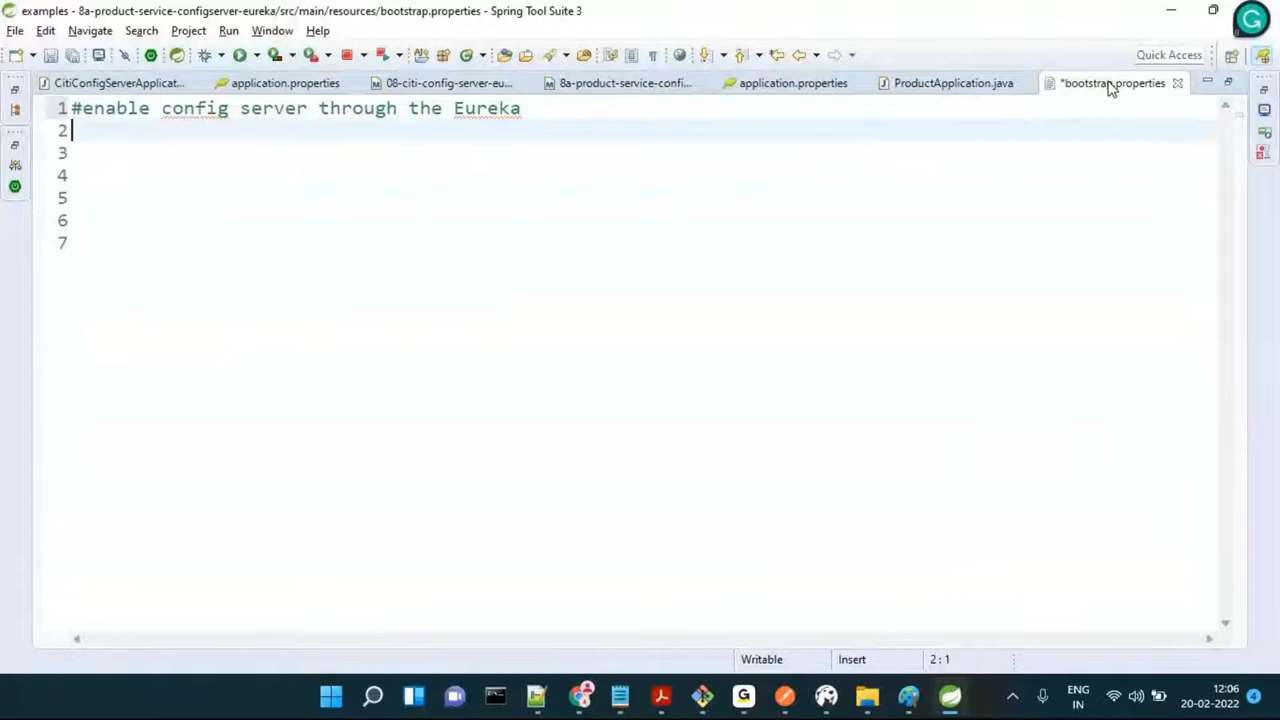 examples - 8a-product-service-configserver-eureka/src/main/resources/bootstrap.properties - Spring Tool Suite 3
File Edit Navigate Search Project Run Window Help
Quick Access
CitiConfigServerApplicat... application.properties 08-citi-config-server-eu... 8a-product-service-confi... application.properties ProductApplication.java *bootstrap.properties
1 #enable config server through the Eureka
2
3
4
5
6
7
Writable Insert 2 : 1
ENG 12:06
IN 20-02-2022 4